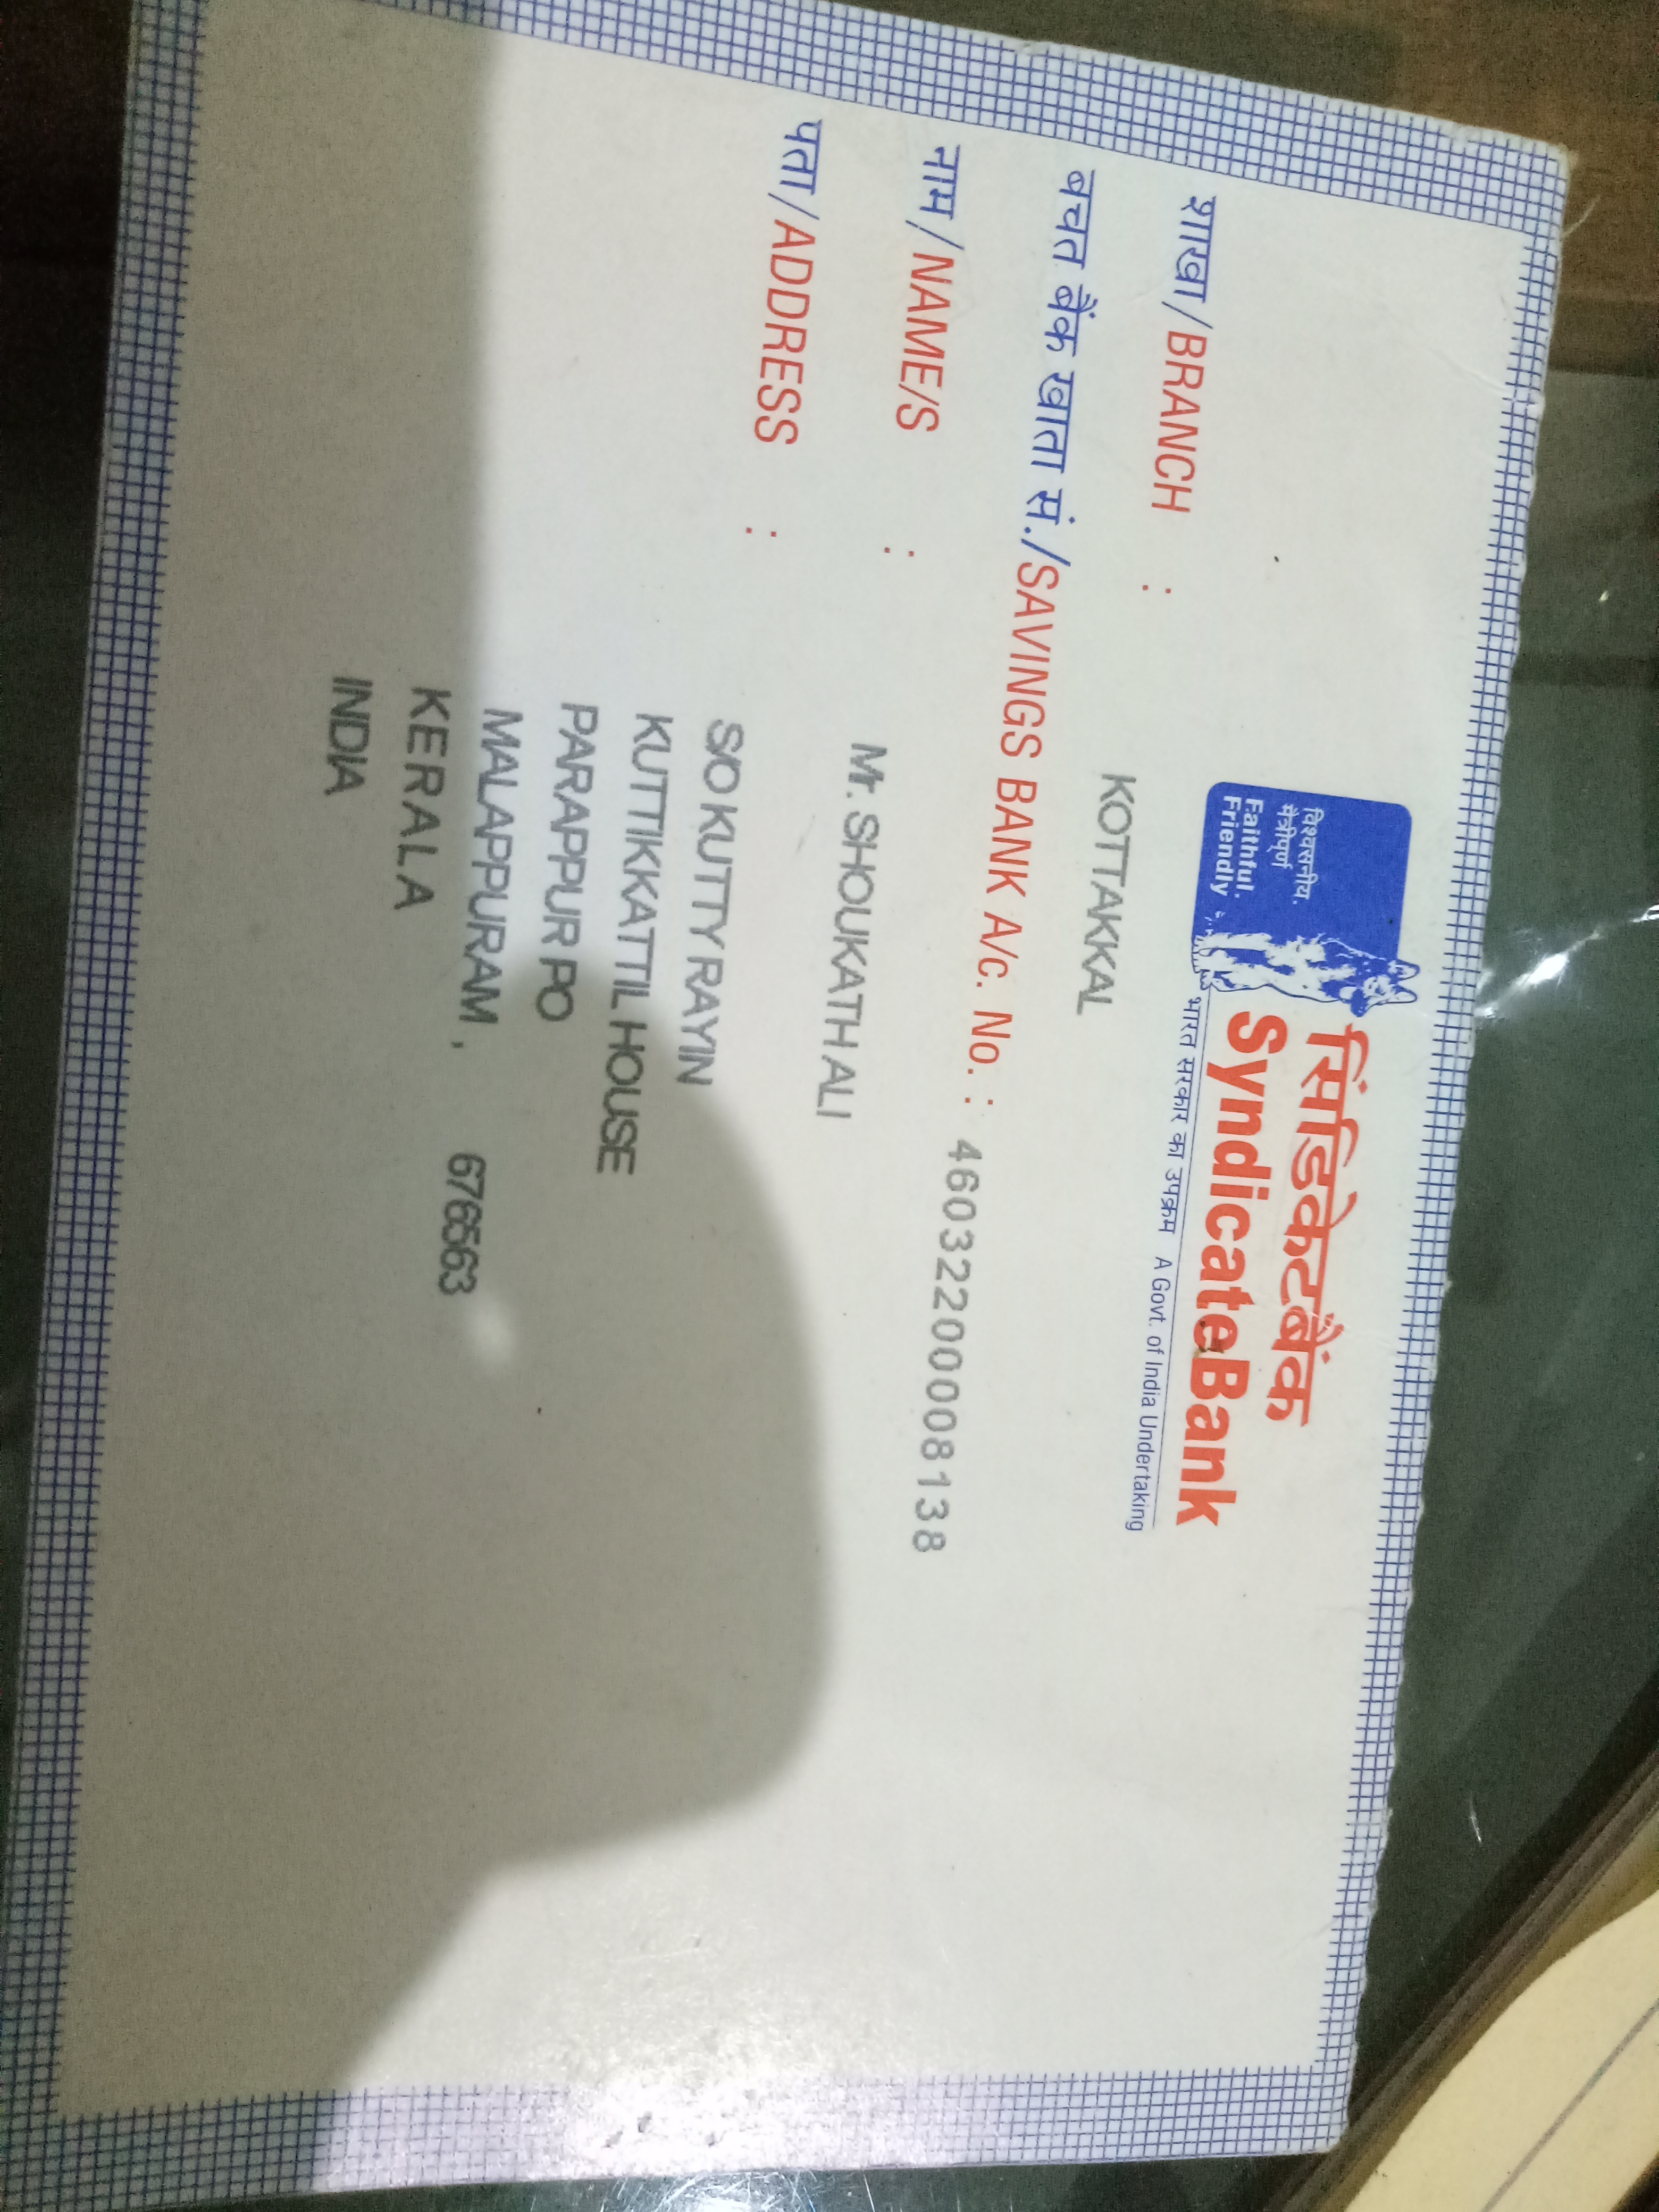 विश्वसनीय.
मैत्रीपूर्ण
Faithful.
Friendly
सिंडिकेटबैंक
SyndicateBank
भारत सरकार का उपक्रम A Govt. of India Undertaking
शाखा/BRANCH : KOTTAKKAL
बचत बैंक खाता सं./SAVINGS BANK A/c. No. : 46032200008138
नाम/NAME/S : Mr. SHOUKATH ALI
पता/ADDRESS : S/O KUTTY RAYIN
KUTTIKKATTIL HOUSE
PARAPPUR PO
MALAPPURAM , 676563
KERALA
INDIA